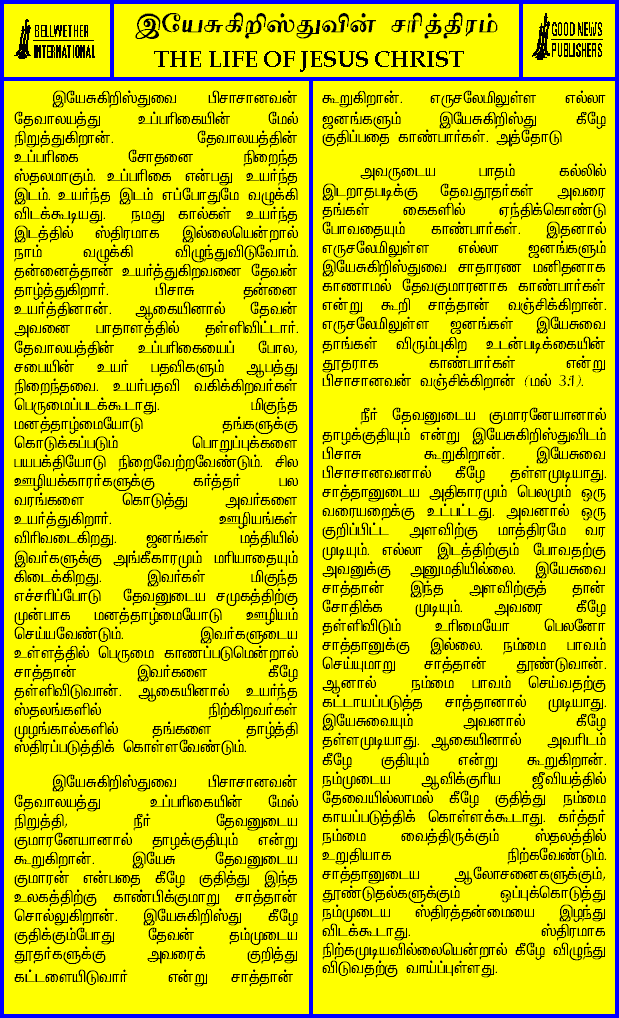 BELLWETHER
INTERNATIONAL
இயேசுகிறிஸ்துவின் சரித்திரம்
THE LIFE OF JESUS CHRIST
GOOD NEWS
PUBLISHERS
இயேசுகிறிஸ்துவை பிசாசானவன்
தேவாலயத்து உப்பரிகையின் மேல்
நிறுத்துகிறான். தேவாலயத்தின்
உப்பரிகை சோதனை நிறைந்த
ஸ்தலமாகும். உப்பரிகை என்பது உயர்ந்த
இடம். உயர்ந்த இடம் எப்போதுமே வழுக்கி
விடக்கூடியது. நமது கால்கள் உயர்ந்த
இடத்தில் ஸ்திரமாக இல்லையென்றால்
நாம் வழுக்கி விழுந்துவிடுவோம்.
தன்னைத்தான் உயர்த்துகிறவனை தேவன்
தாழ்த்துகிறார். பிசாசு தன்னை
உயர்த்தினான். ஆகையினால் தேவன்
அவனை பாதாளத்தில் தள்ளிவிட்டார்.
தேவாலயத்தின் உப்பரிகையைப் போல,
சபையின் உயர் பதவிகளும் ஆபத்து
நிறைந்தவை. உயர்பதவி வகிக்கிறவர்கள்
பெருமைப்படக்கூடாது. மிகுந்த
மனத்தாழ்மையோடு தங்களுக்கு
கொடுக்கப்படும் பொறுப்புக்களை
பயபக்தியோடு நிறைவேற்றவேண்டும். சில
ஊழியக்காரர்களுக்கு கர்த்தர் பல
வரங்களை கொடுத்து அவர்களை
உயர்த்துகிறார். ஊழியங்கள்
விரிவடைகிறது. ஜனங்கள் மத்தியில்
இவர்களுக்கு அங்கீகாரமும் மரியாதையும்
கிடைக்கிறது. இவர்கள் மிகுந்த
எச்சரிப்போடு தேவனுடைய சமுகத்திற்கு
முன்பாக மனத்தாழ்மையோடு ஊழியம்
செய்யவேண்டும். இவர்களுடைய
உள்ளத்தில் பெருமை காணப்படுமென்றால்
சாத்தான் இவர்களை கீழே
தள்ளிவிடுவான். ஆகையினால் உயர்ந்த
ஸ்தலங்களில் நிற்கிறவர்கள்
முழங்கால்களில் தங்களை தாழ்த்தி
ஸ்திரப்படுத்திக் கொள்ளவேண்டும்.
இயேசுகிறிஸ்துவை பிசாசானவன்
தேவாலயத்து உப்பரிகையின் மேல்
நிறுத்தி, நீர் தேவனுடைய
குமாரனேயானால் தாழக்குதியும் என்று
கூறுகிறான். இயேசு தேவனுடைய
குமாரன் என்பதை கீழே குதித்து இந்த
உலகத்திற்கு காண்பிக்குமாறு சாத்தான்
சொல்லுகிறான். இயேசுகிறிஸ்து கீழே
குதிக்கும்போது தேவன் தம்முடைய
தூதர்களுக்கு அவரைக் குறித்து
கட்டளையிடுவார் என்று சாத்தான்
கூறுகிறான். எருசலேமிலுள்ள எல்லா
ஜனங்களும் இயேசுகிறிஸ்து கீழே
குதிப்பதை காண்பார்கள். அத்தோடு
அவருடைய பாதம் கல்லில்
இடறாதபடிக்கு தேவதூதர்கள் அவரை
தங்கள் கைகளில் ஏந்திக்கொண்டு
போவதையும் காண்பார்கள். இதனால்
எருசலேமிலுள்ள எல்லா ஜனங்களும்
இயேசுகிறிஸ்துவை சாதாரண மனிதனாக
காணாமல் தேவகுமாரனாக காண்பார்கள்
என்று கூறி சாத்தான் வஞ்சிக்கிறான்.
எருசலேமிலுள்ள ஜனங்கள் இயேசுவை
தாங்கள் விரும்புகிற உடன்படிக்கையின்
தூதராக காண்பார்கள் என்று
பிசாசானவன் வஞ்சிக்கிறான் (மல் 3:1).
நீர் தேவனுடைய குமாரனேயானால்
தாழக்குதியும் என்று இயேசுகிறிஸ்துவிடம்
பிசாசு கூறுகிறான். இயேசுவை
பிசாசானவனால் கீழே தள்ளமுடியாது.
சாத்தானுடைய அதிகாரமும் பெலமும் ஒரு
வரையறைக்கு உட்பட்டது. அவனால் ஒரு
குறிப்பிட்ட அளவிற்கு மாத்திரமே வர
முடியும். எல்லா இடத்திற்கும் போவதற்கு
அவனுக்கு அனுமதியில்லை. இயேசுவை
சாத்தான் இந்த அளவிற்குத் தான்
சோதிக்க முடியும். அவரை கீழே
தள்ளிவிடும் உரிமையோ பெலனோ
சாத்தானுக்கு இல்லை. நம்மை பாவம்
செய்யுமாறு சாத்தான் தூண்டுவான்.
ஆனால் நம்மை பாவம் செய்வதற்கு
கட்டாயப்படுத்த சாத்தானால் முடியாது.
இயேசுவையும் அவனால் கீழே
தள்ளமுடியாது. ஆகையினால் அவரிடம்
கீழே குதியும் என்று கூறுகிறான்.
நம்முடைய ஆவிக்குரிய ஜீவியத்தில்
தேவையில்லாமல் கீழே குதித்து நம்மை
காயப்படுத்திக் கொள்ளக்கூடாது. கர்த்தர்
நம்மை வைத்திருக்கும் ஸ்தலத்தில்
உறுதியாக நிற்கவேண்டும்.
சாத்தானுடைய ஆலோசனைகளுக்கும்,
தூண்டுதல்களுக்கும் ஒப்புக்கொடுத்து
நம்முடைய ஸ்திரத்தன்மையை இழந்து
விடக்கூடாது. ஸ்திரமாக
நிற்கமுடியவில்லையென்றால் கீழே விழுந்து
விடுவதற்கு வாய்ப்புள்ளது.